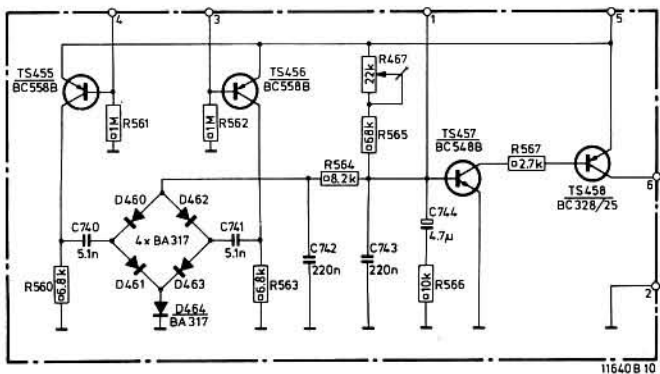 4
3
1
5
TS455
BC558B
TS456
BC558B
R467
22k
R561
1M
R562
1M
R565
68k
TS457
BC548B
R567
2.7k
R564
8.2k
TS458
BC328/25
6
D460
D462
C740
5.1n
4x BA317
C741
5.1n
C744
4.7µ
C742
220n
C743
220n
R560
6.8k
D461
D463
6.8k
R563
10k
R566
2
D464
BA317
11640 B 10